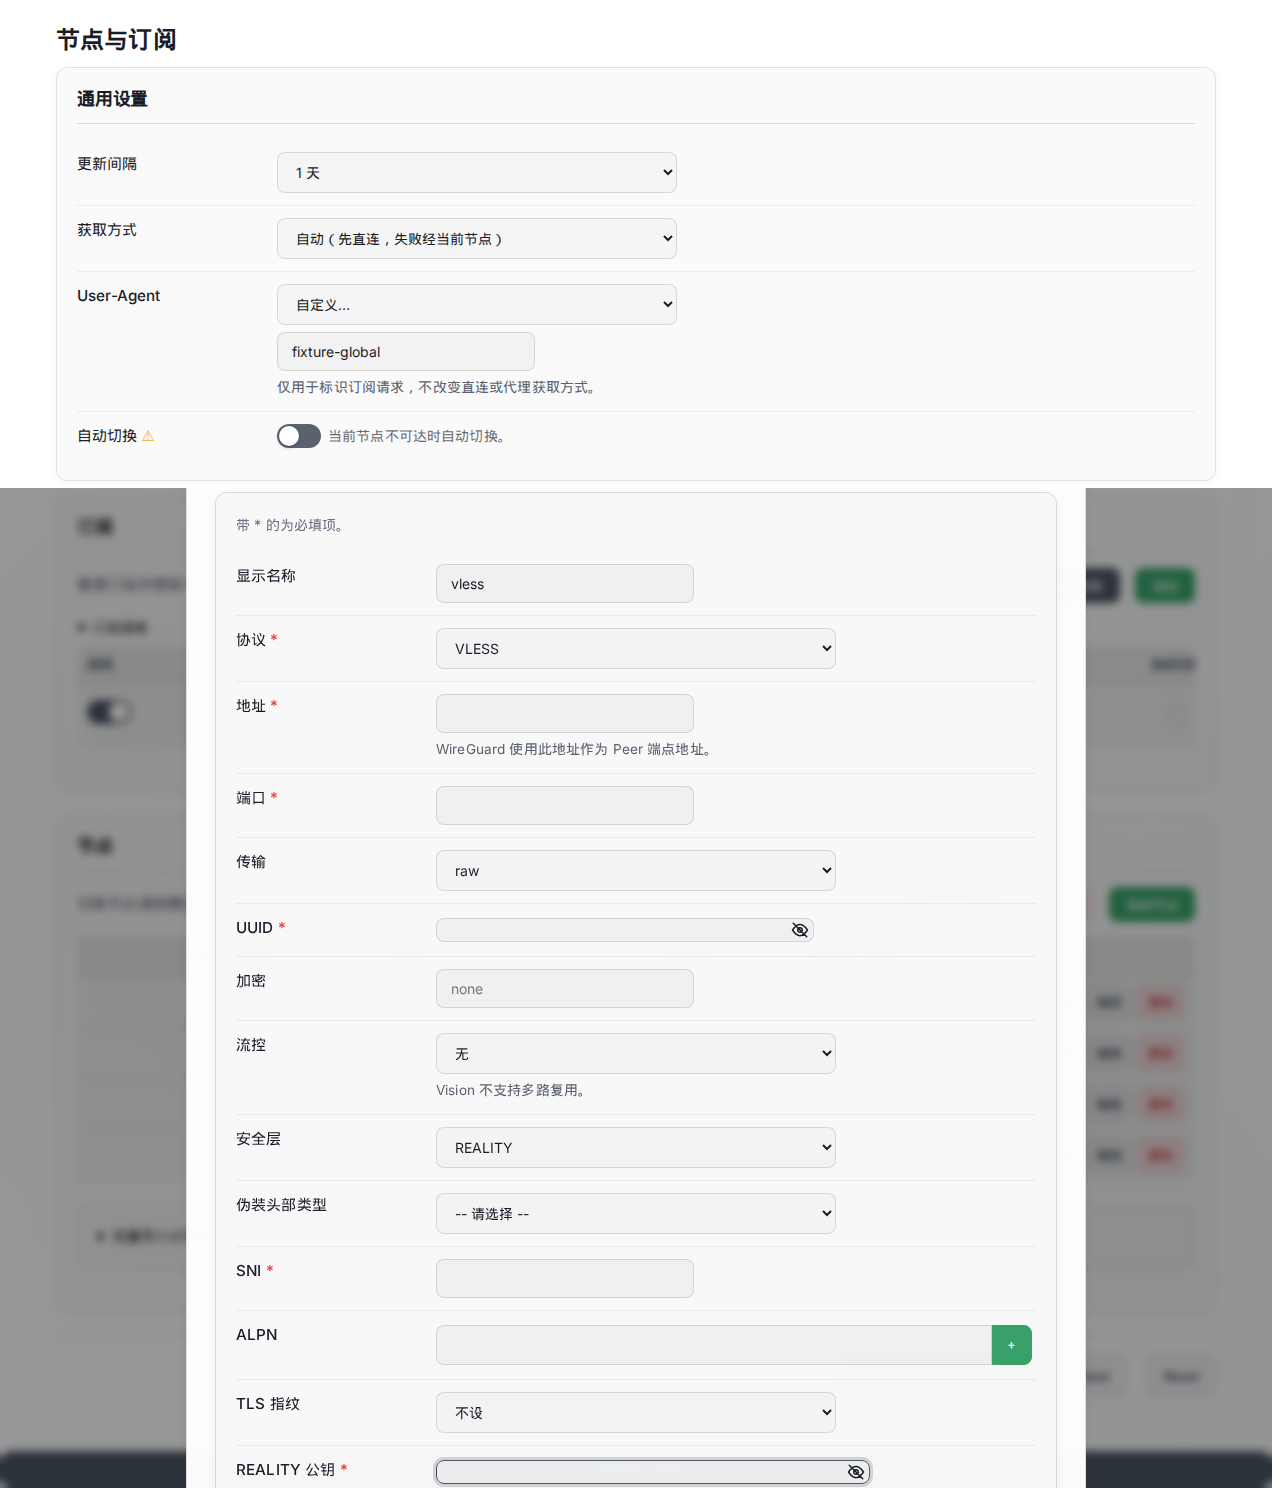 节点与订阅
通用设置
更新间隔
1 天
获取方式
自动（先直连，失败经当前节点）
User-Agent
自定义...
fixture-global
仅用于标识订阅请求，不改变直连或代理获取方式。
自动切换 ⚠
当前节点不可达时自动切换。
带 * 的为必填项。
显示名称
vless
协议 *
VLESS
地址 *
WireGuard 使用此地址作为 Peer 端点地址。
端口 *
传输
raw
UUID *
加密
none
流控
无
Vision 不支持多路复用。
安全层
REALITY
伪装头部类型
-- 请选择 --
SNI *
ALPN
+
TLS 指纹
不设
REALITY 公钥 *